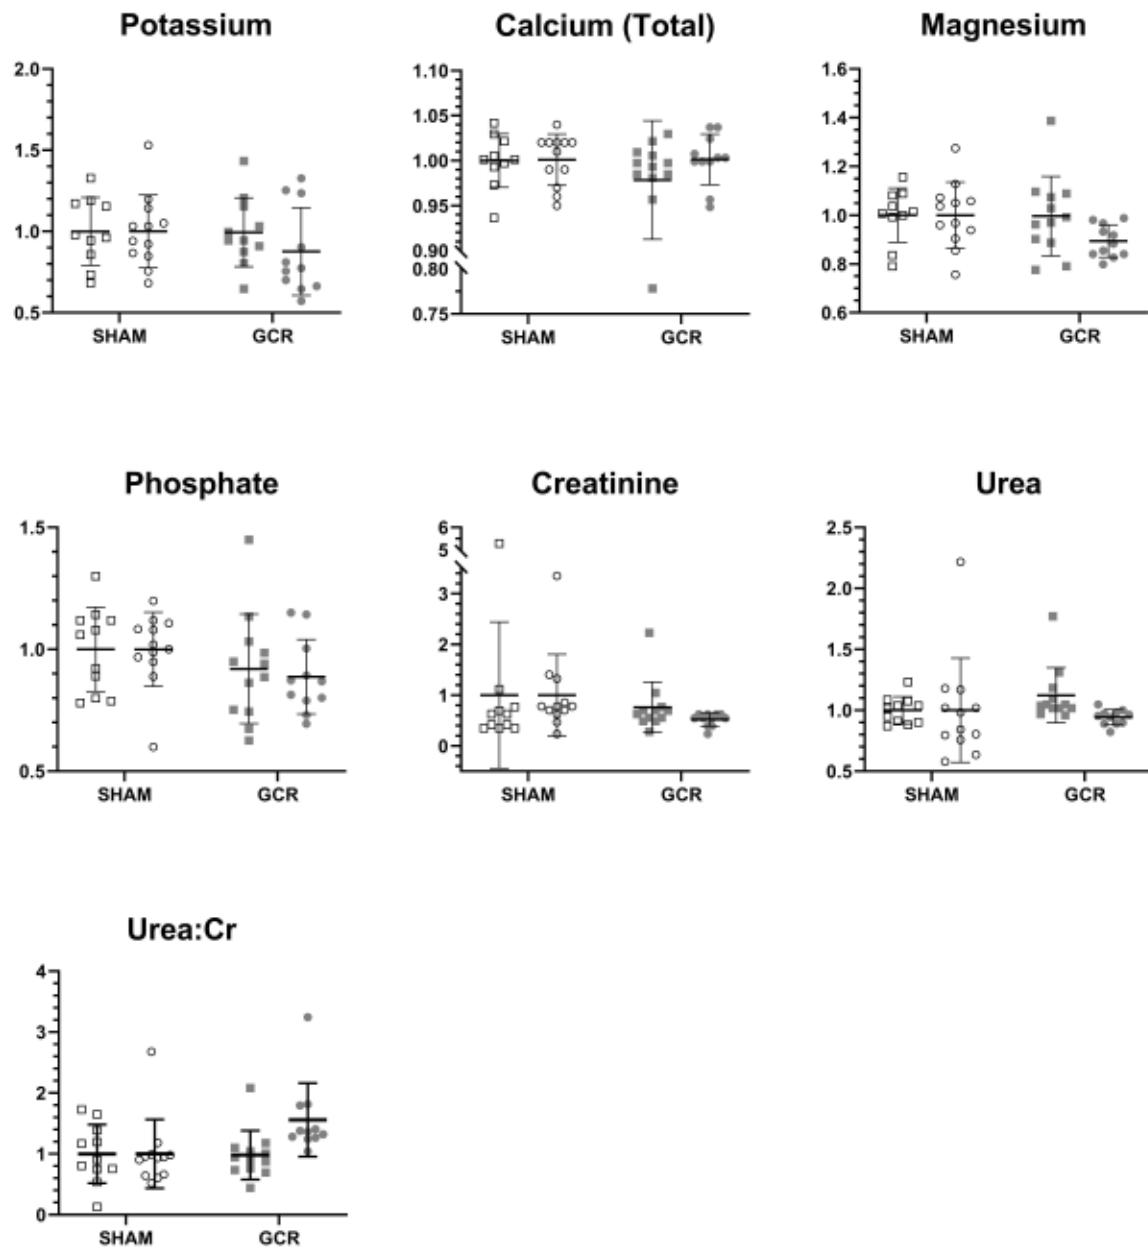 Potassium
Calcium (Total)
Magnesium
2.0
1.5
1.0
0.5
SHAM
GCR
1.10
1.05
1.00
0.95
0.90
0.80
0.75
SHAM
GCR
1.6
1.4
1.2
1.0
0.8
0.6
SHAM
GCR
Phosphate
Creatinine
Urea
1.5
1.0
0.5
SHAM
GCR
6
5
3
2
1
0
SHAM
GCR
2.5
2.0
1.5
1.0
0.5
SHAM
GCR
Urea:Cr
4
3
2
1
0
SHAM
GCR